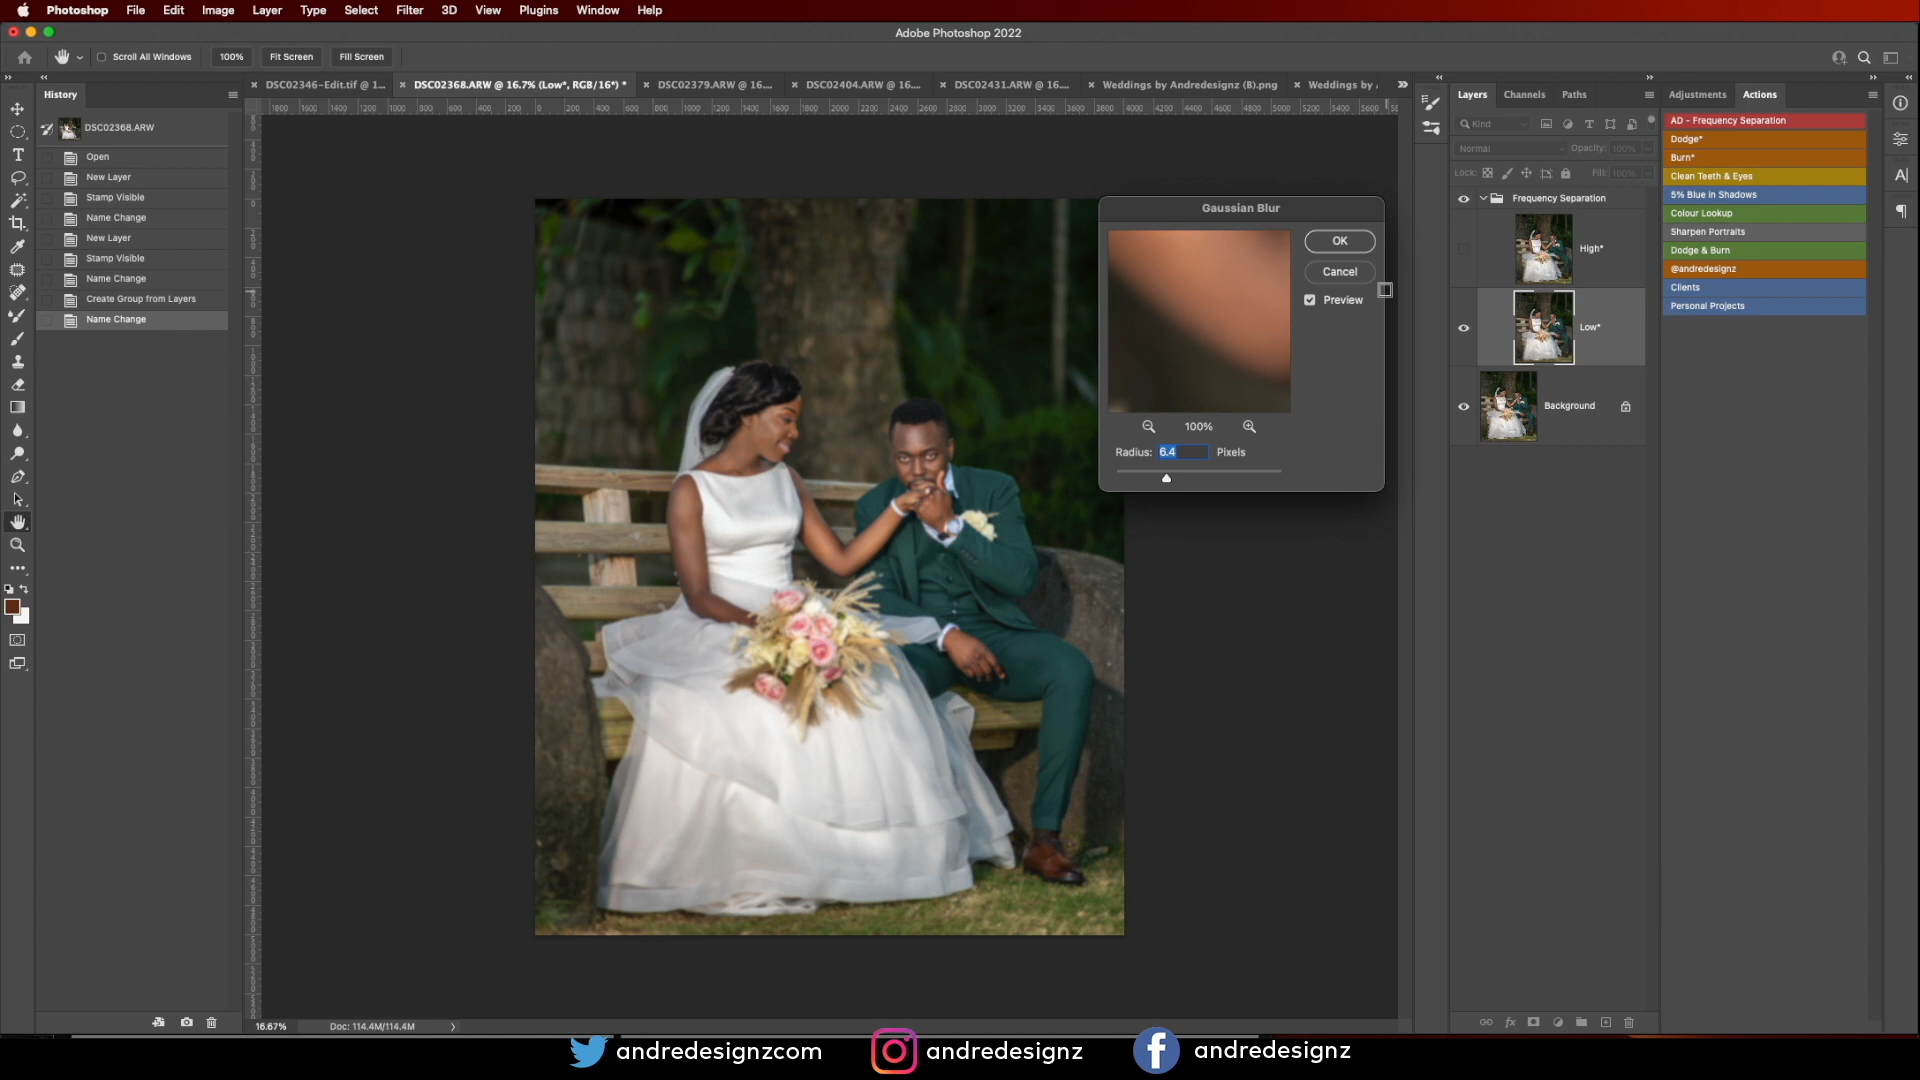 Photoshop File Edit Image Layer Type Select Filter 3D View Plugins Window Help
Adobe Photoshop 2022
Scroll All Windows 100% Fit Screen Fill Screen
History
DSC02346-Edit.tif @ 1... DSC02368.ARW @ 16.7% (Low*, RGB/16*) * DSC02379.ARW @ 16.... DSC02404.ARW @ 16.... DSC02431.ARW @ 16.... Weddings by Andredesignz (B).png Weddings by
DSC02368.ARW
Open
New Layer
Stamp Visible
Name Change
New Layer
Stamp Visible
Name Change
Create Group from Layers
Name Change
Gaussian Blur
OK
Cancel
Preview
100%
Radius: 6.4 Pixels
Layers Channels Paths
Kind
Normal Opacity: 100%
Lock: Fill: 100%
Frequency Separation
High*
Low*
Background
Adjustments Actions
AD - Frequency Separation
Dodge*
Burn*
Clean Teeth & Eyes
5% Blue in Shadows
Colour Lookup
Sharpen Portraits
Dodge & Burn
@andredesignz
Clients
Personal Projects
16.67% Doc: 114.4M/114.4M
andredesignzcom andredesignz andredesignz